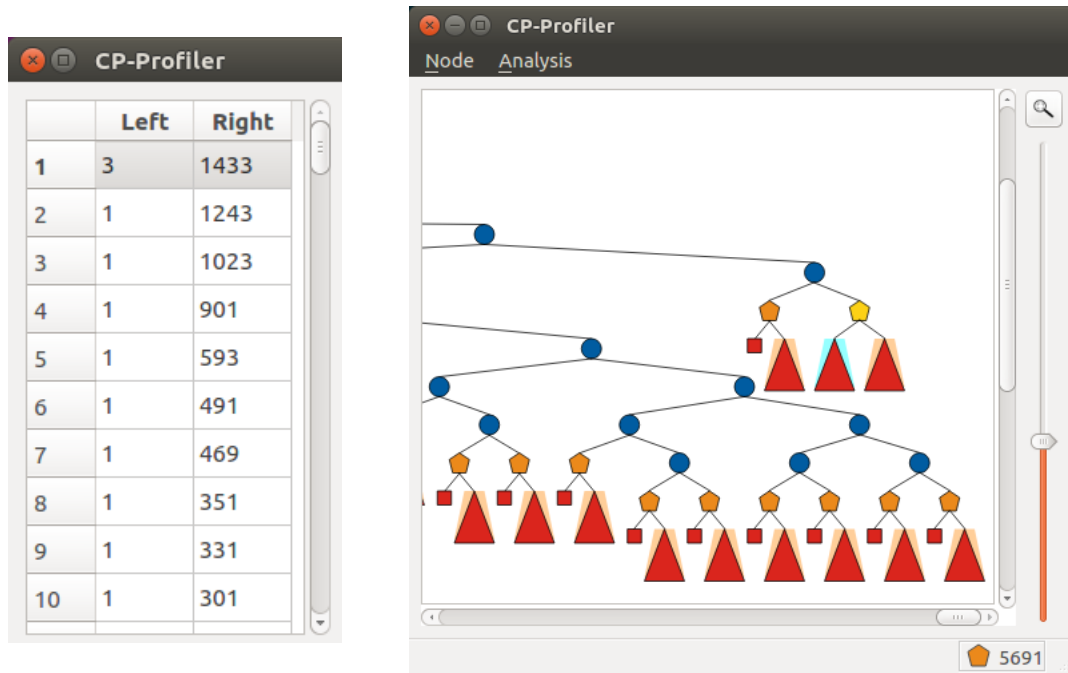 CP-Profiler
Left Right
1 3 1433
2 1 1243
3 1 1023
4 1 901
5 1 593
6 1 491
7 1 469
8 1 351
9 1 331
10 1 301
CP-Profiler
Node Analysis
5691